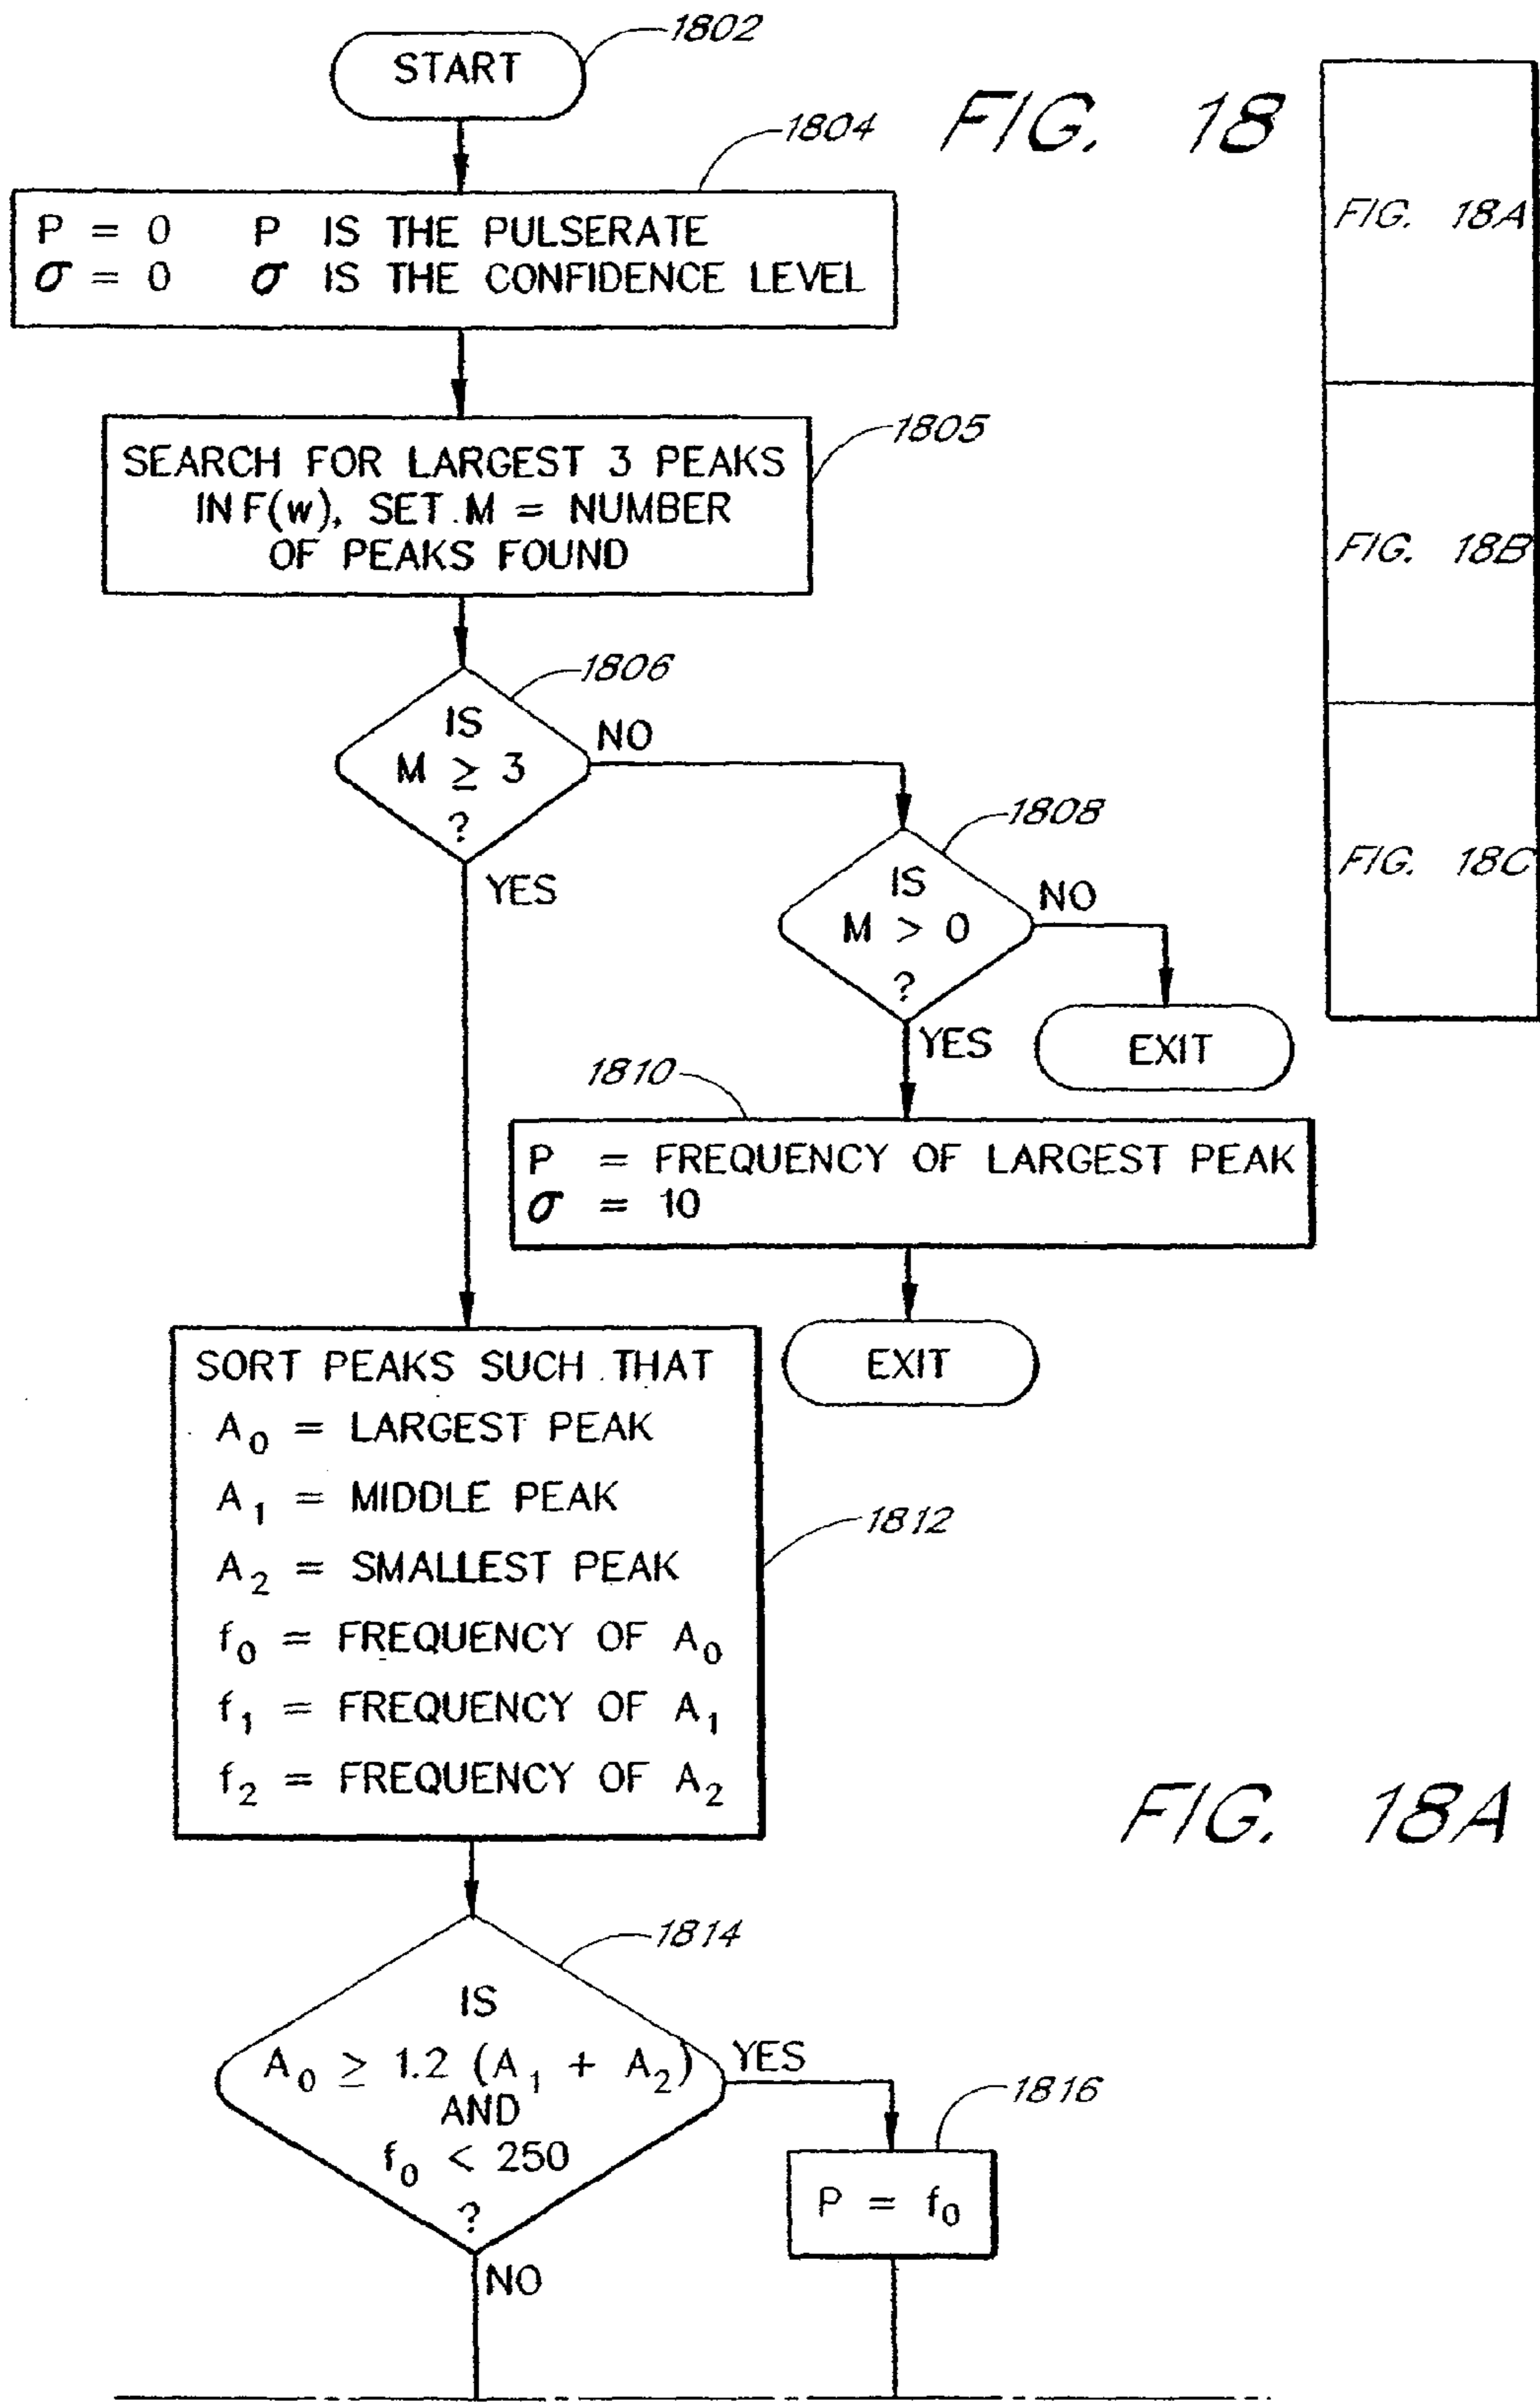 START
1802
FIG. 18
1804
P = 0 P IS THE PULSERATE
σ = 0 σ IS THE CONFIDENCE LEVEL
FIG. 18A
FIG. 18B
FIG. 18C
1805
SEARCH FOR LARGEST 3 PEAKS
IN F(w), SET M = NUMBER
OF PEAKS FOUND
1806
IS
M ≥ 3
?
NO
YES
1808
IS
M > 0
?
NO
YES
EXIT
1810
P = FREQUENCY OF LARGEST PEAK
σ = 10
EXIT
SORT PEAKS SUCH THAT
A₀ = LARGEST PEAK
A₁ = MIDDLE PEAK
A₂ = SMALLEST PEAK
f₀ = FREQUENCY OF A₀
f₁ = FREQUENCY OF A₁
f₂ = FREQUENCY OF A₂
1812
FIG. 18A
1814
IS
A₀ ≥ 1.2 (A₁ + A₂)
AND
f₀ < 250
?
YES
NO
1816
P = f₀